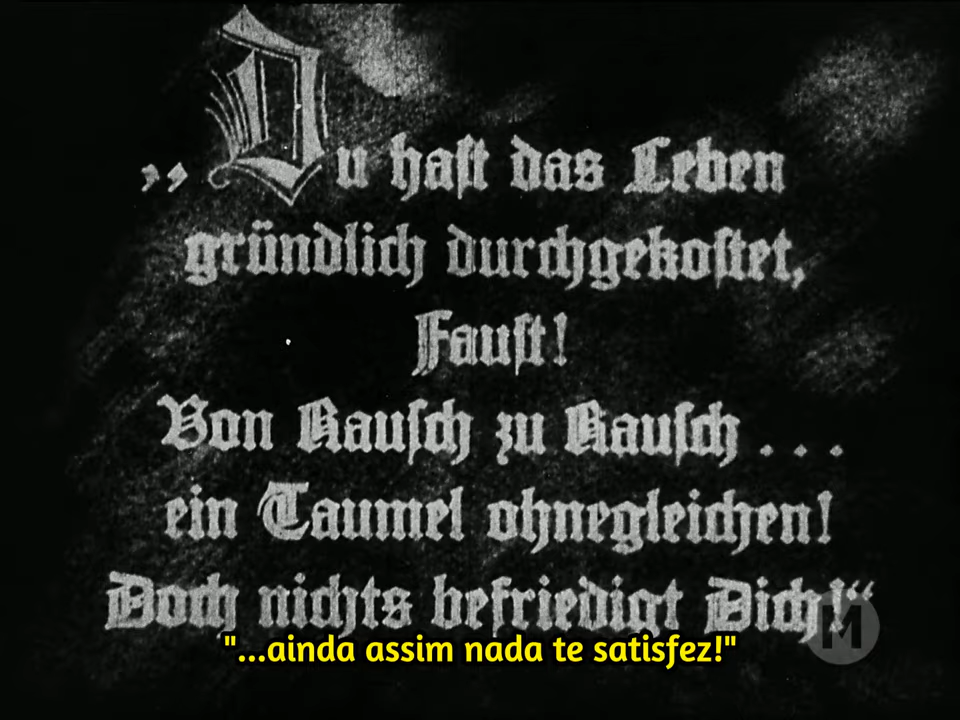 „Du hast das Leben
gründlich durchgekostet,
Faust!
Von Rausch zu Rausch . . .
ein Taumel ohnegleichen!
Doch nichts befriedigt Dich!“
"...ainda assim nada te satisfez!"
M